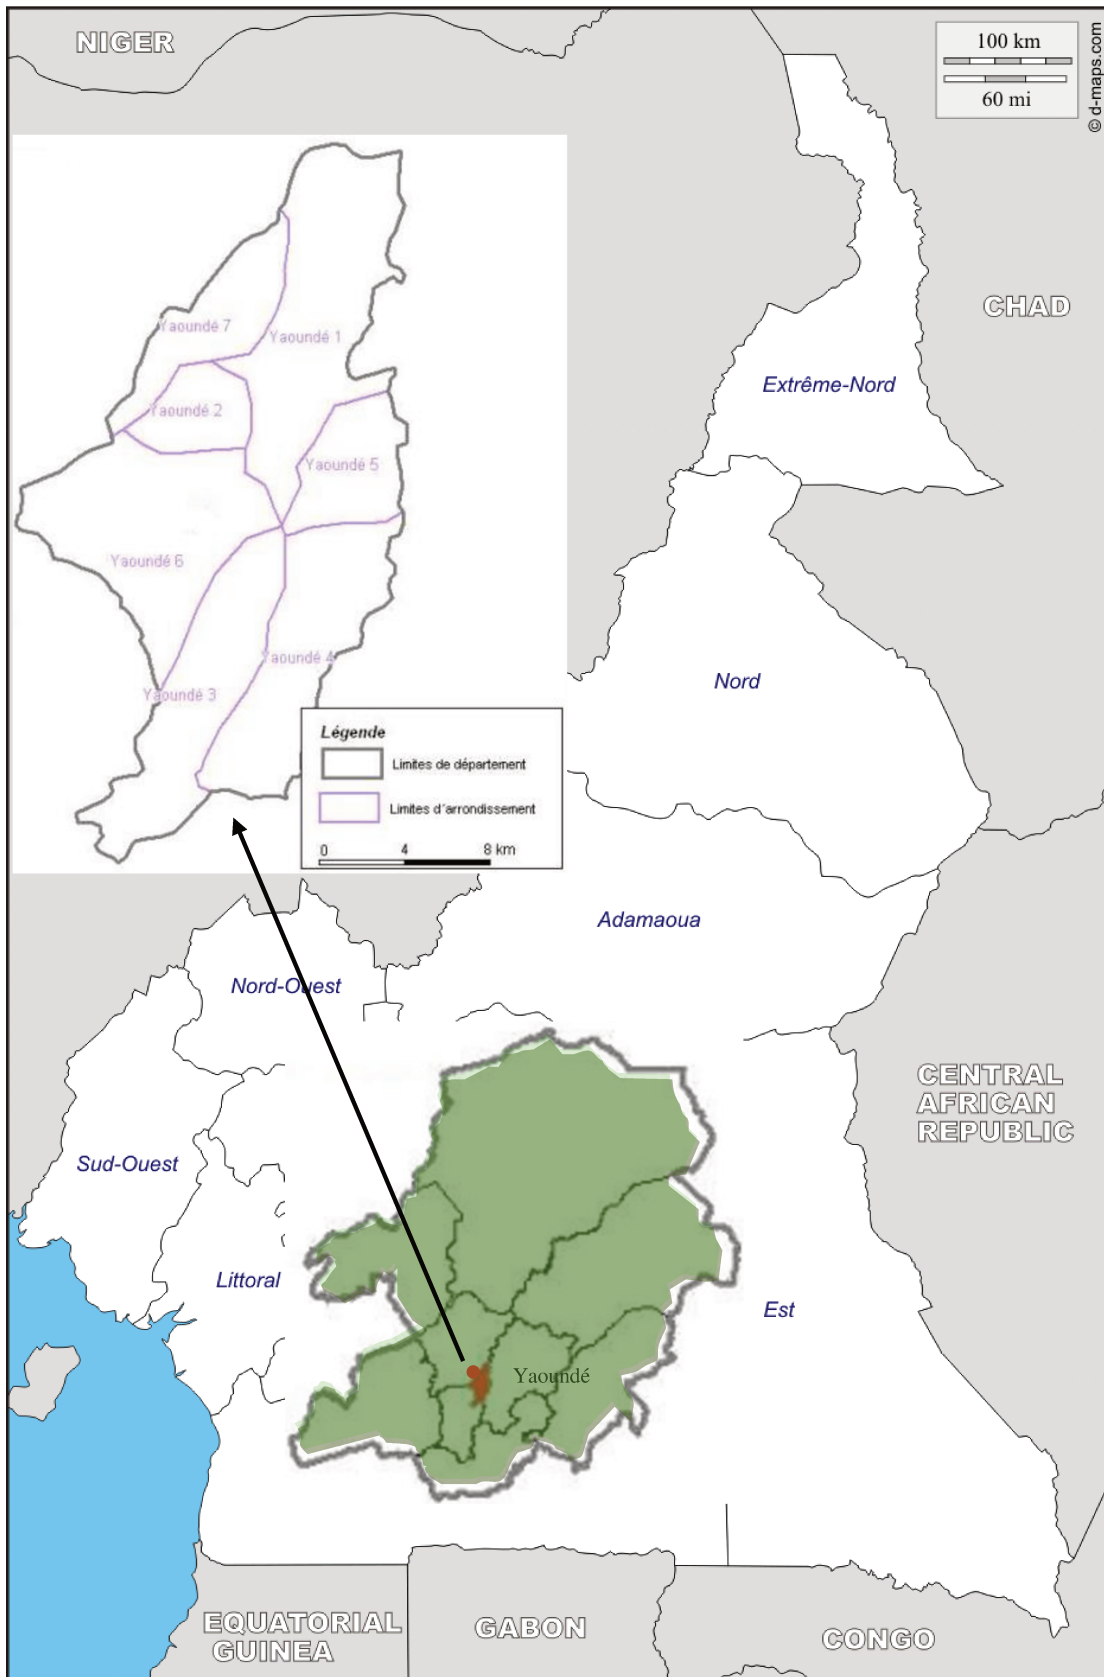 NIGER
100 km
60 mi
© d-maps.com
CHAD
Yaoundé 7
Yaoundé 1
Extrême-Nord
Yaoundé 2
Yaoundé 5
Yaoundé 6
Yaoundé 4
Nord
Yaoundé 3
Légende
Limites de département
Limites d'arrondissement
0 4 8 km
Adamaoua
Nord-Ouest
CENTRAL
AFRICAN
REPUBLIC
Sud-Ouest
Littoral
Est
Yaoundé
EQUATORIAL
GUINEA
GABON
CONGO